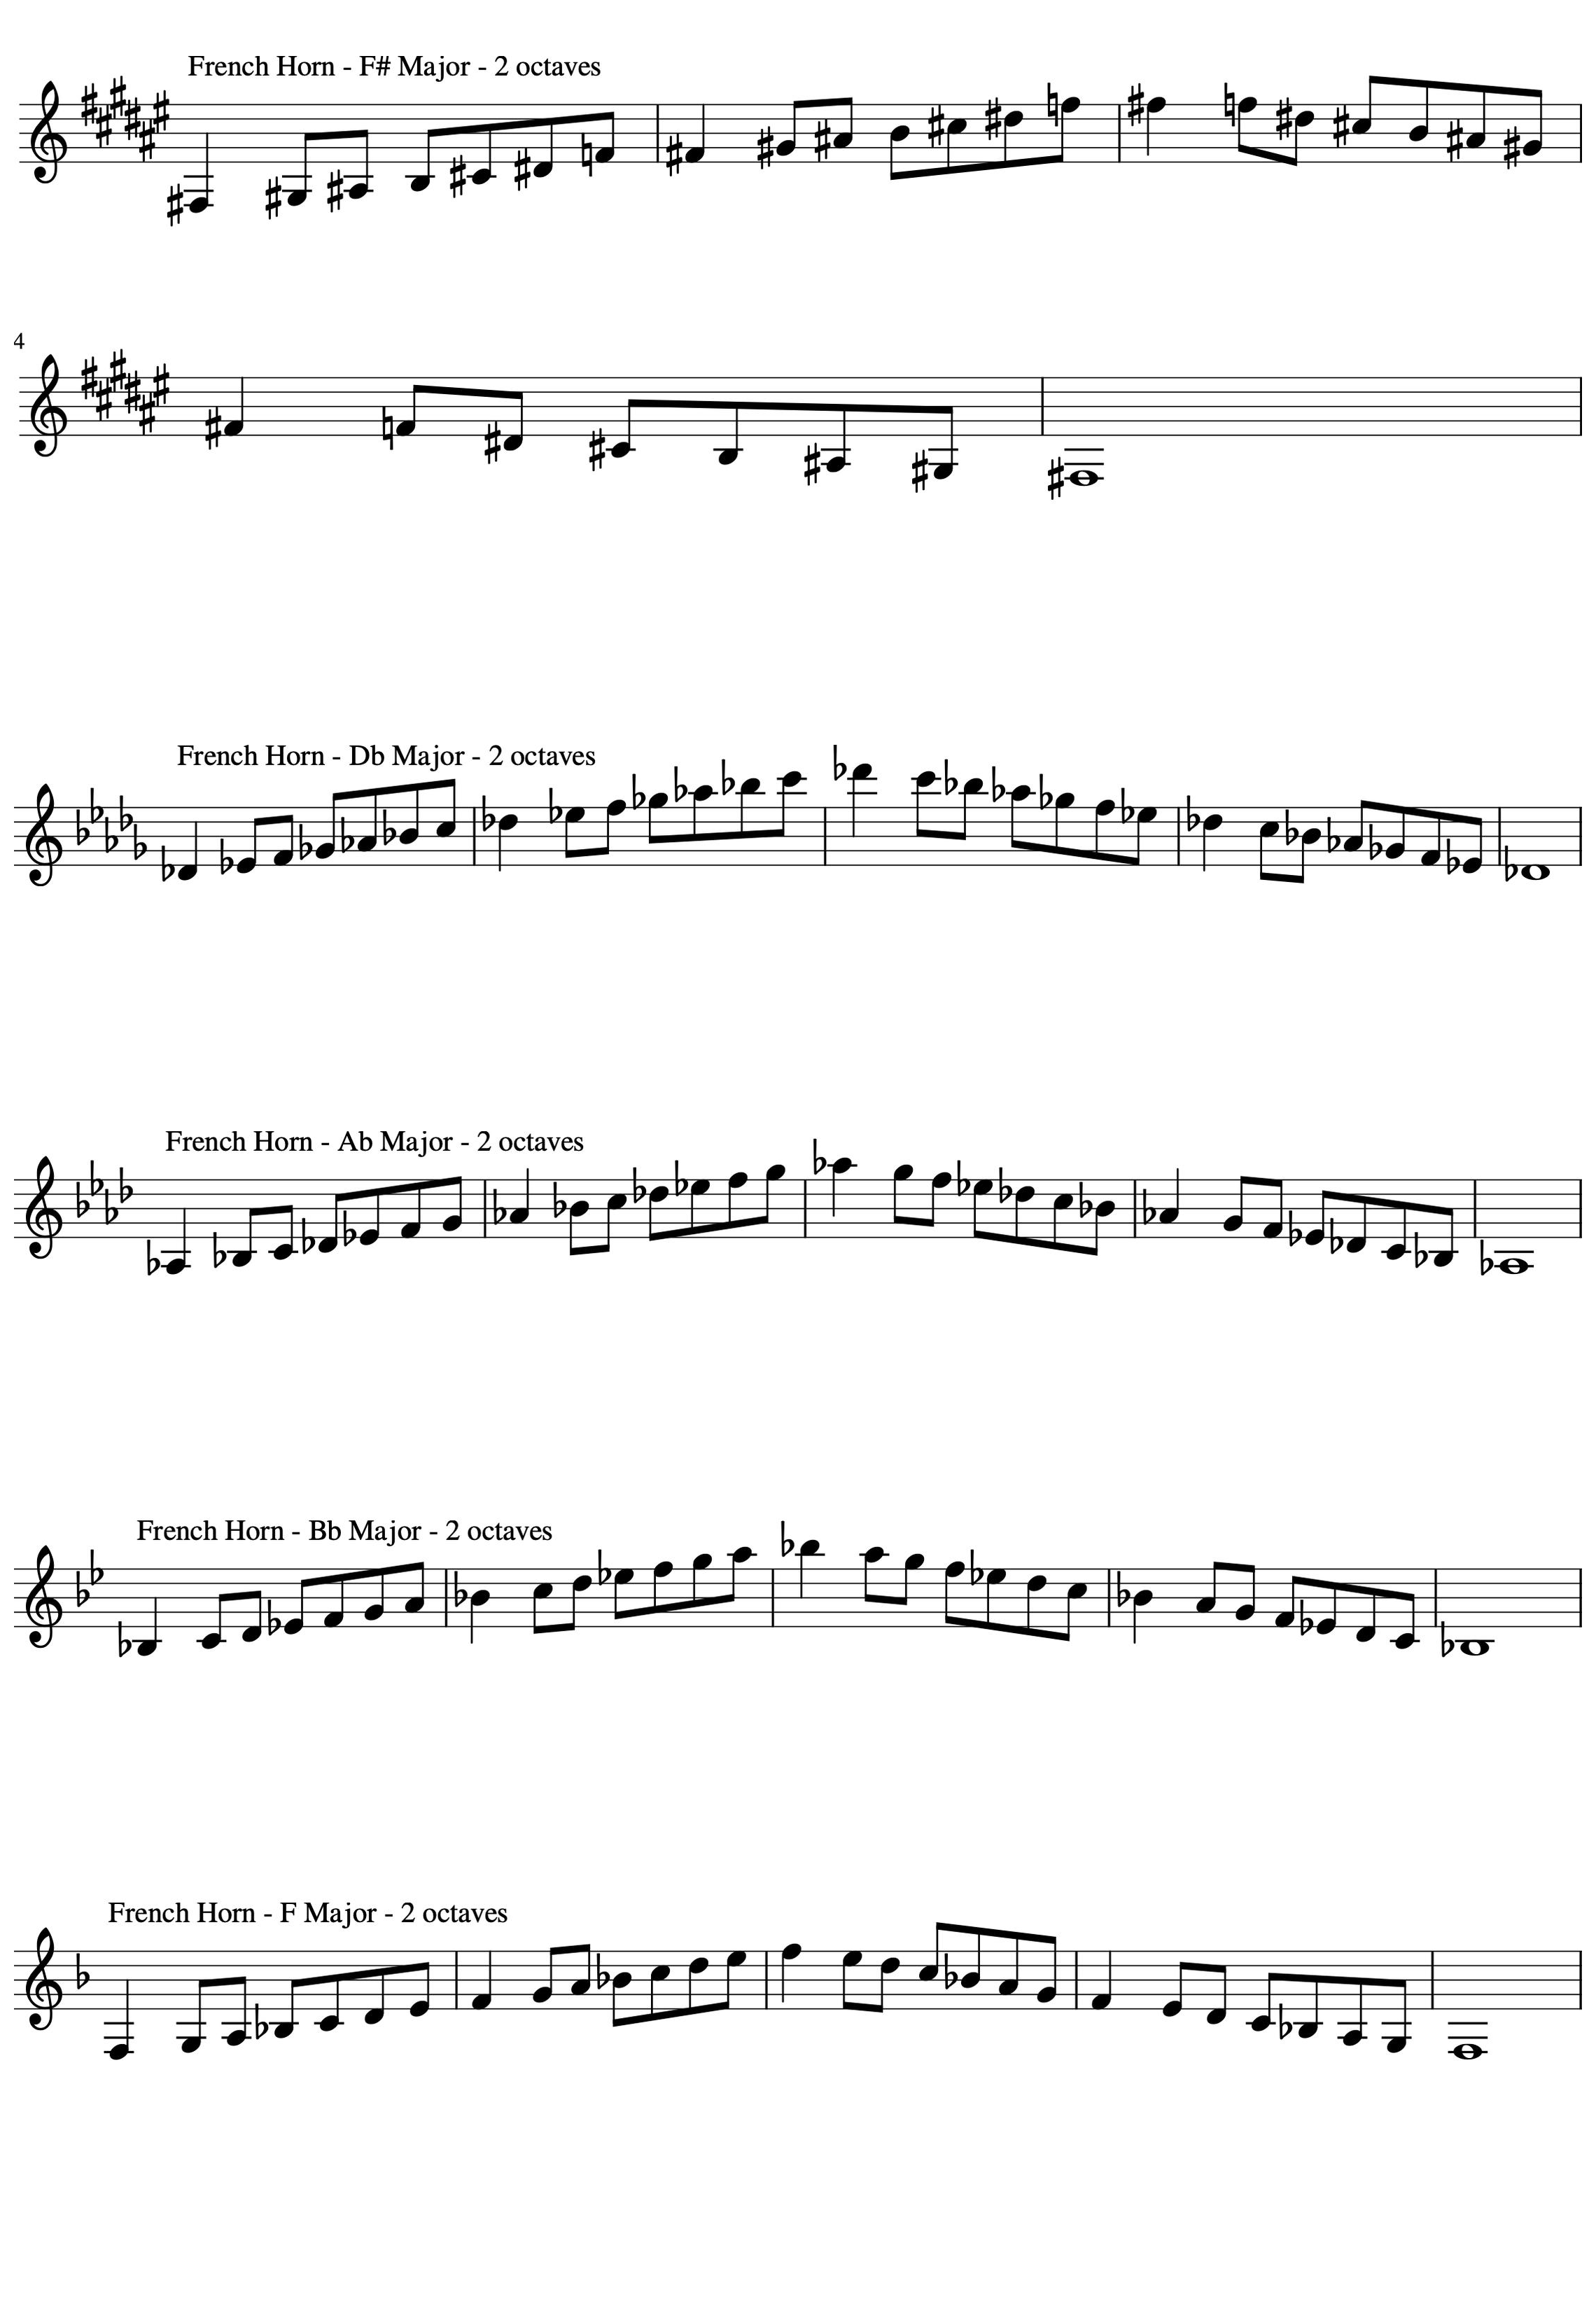 French Horn - F# Major - 2 octaves
4
French Horn - Db Major - 2 octaves
French Horn - Ab Major - 2 octaves
French Horn - Bb Major - 2 octaves
French Horn - F Major - 2 octaves